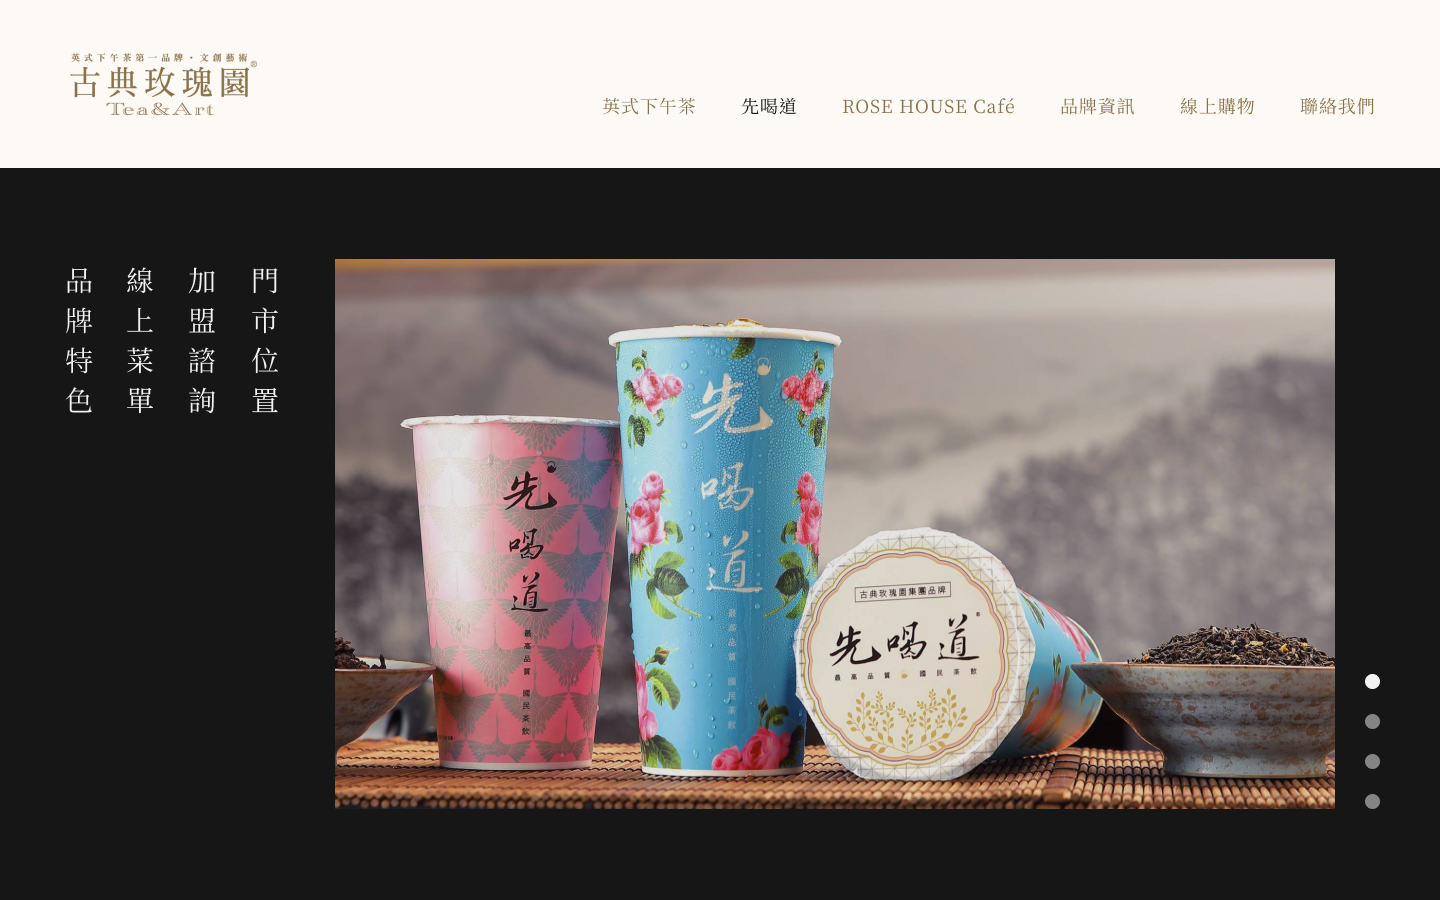 英式下午茶第一品牌・文創藝術
古典玫瑰園®
Tea&Art
英式下午茶
先喝道
ROSE HOUSE Café
品牌資訊
線上購物
聯絡我們
品牌特色
線上菜單
加盟諮詢
門市位置
先喝道
最高品質 國民茶飲
先喝道
最高品質 國民茶飲
古典玫瑰園集團品牌
先喝道
最高品質 國民茶飲